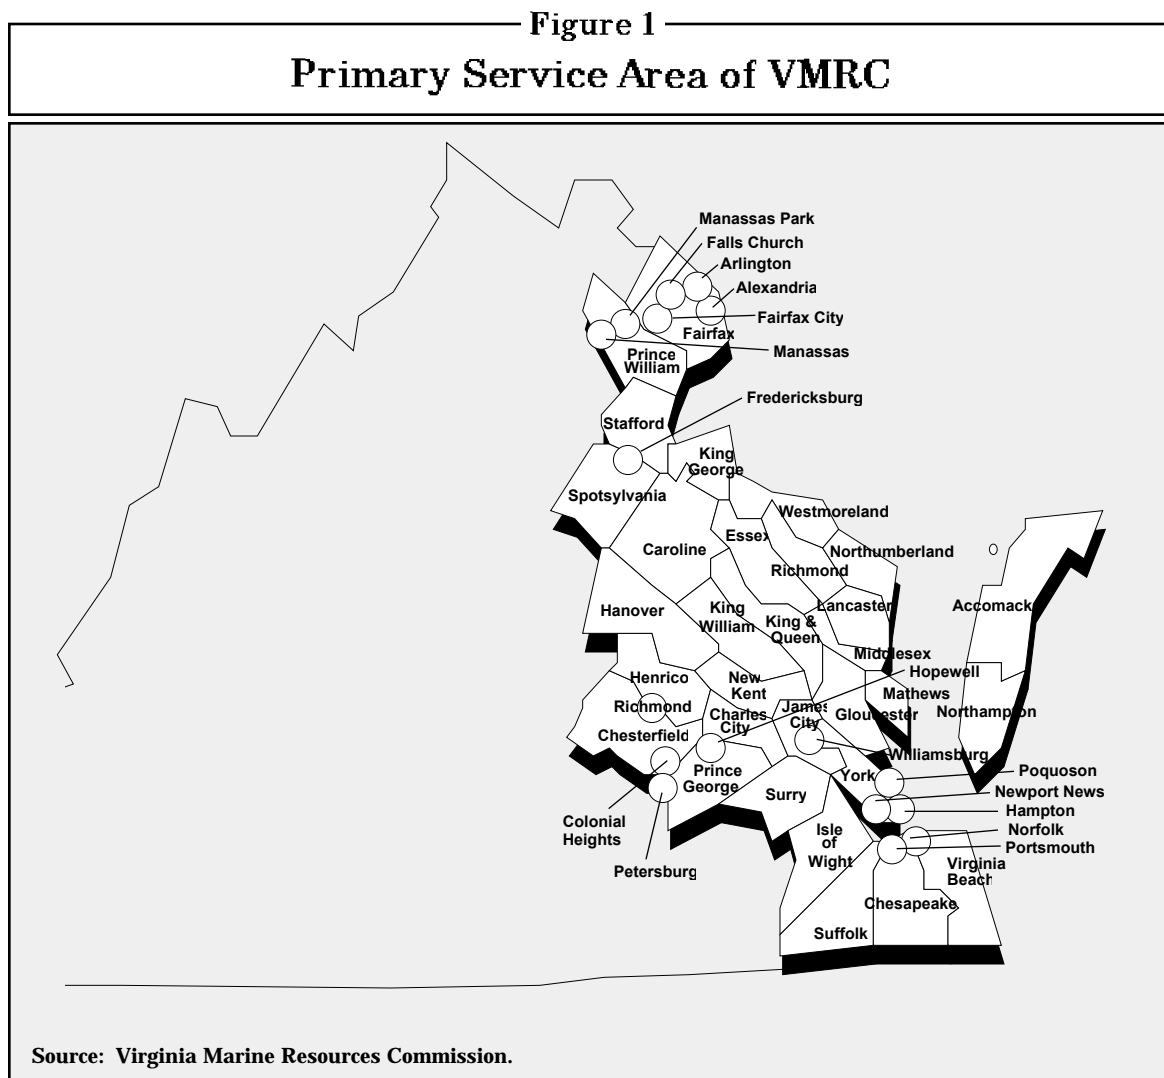 Figure 1
Primary Service Area of VMRC
Manassas Park
Falls Church
Arlington
Alexandria
Fairfax City
Fairfax
Manassas
Prince
William
Fredericksburg
Stafford
King
George
Spotsylvania
Westmoreland
Essex
Caroline
Northumberland
Richmond
Lancaster
Accomack
Hanover
King
William
King &
Queen
Middlesex
Hopewell
Henrico
New
Kent
Mathews
Richmond
Charles
City
James
City
Gloucester
Northampton
Chesterfield
Williamsburg
Prince
George
York
Poquoson
Newport News
Surry
Hampton
Colonial
Heights
Isle
of
Wight
Norfolk
Portsmouth
Petersburg
Virginia
Beach
Chesapeake
Suffolk
Source: Virginia Marine Resources Commission.